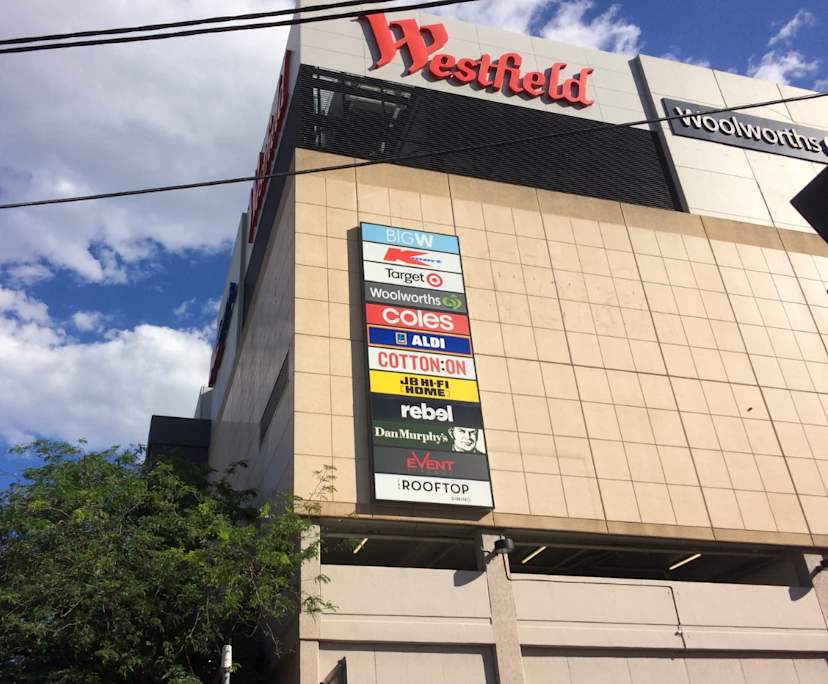 Westfield
Woolworths
BIGW
Kmart
Target
Woolworths
coles
ALDI
COTTON:ON
JB HI-FI
HOME
rebel
Dan Murphy's
EVENT
THE ROOFTOP
DINING